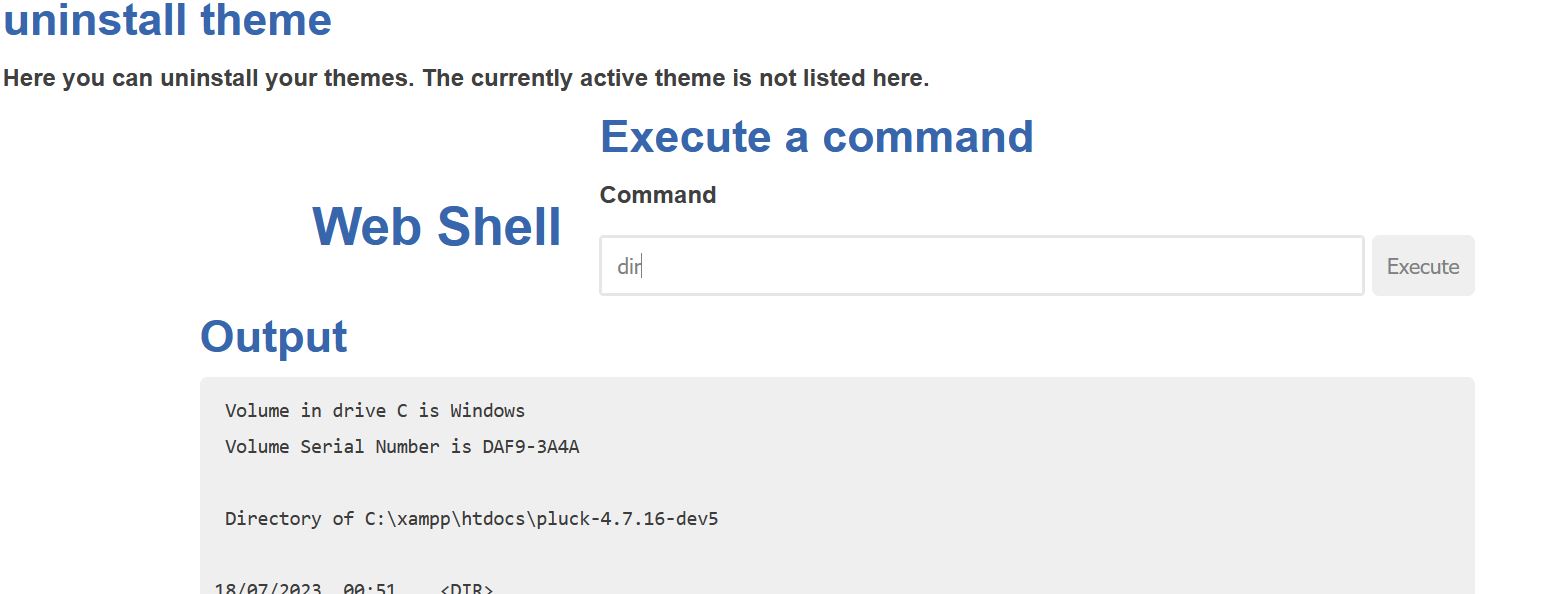 uninstall theme
Here you can uninstall your themes. The currently active theme is not listed here.
Execute a command
Command
Web Shell
dir
Execute
Output
Volume in drive C is Windows
Volume Serial Number is DAF9-3A4A
Directory of C:\xampp\htdocs\pluck-4.7.16-dev5
18/07/2023 00:51 <DIR>